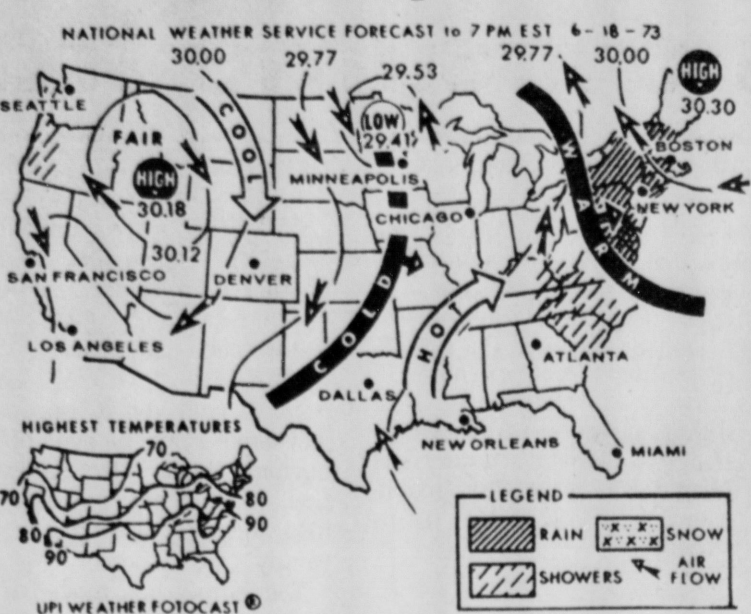 NATIONAL WEATHER SERVICE FORECAST to 7 PM EST 6 - 18 - 73
30.00
29.77
29.53
29.77
30.00
HIGH
30.30
SEATTLE
COOL
LOW
29.41
FAIR
WARM
BOSTON
HIGH
30.18
MINNEAPOLIS
NEW YORK
CHICAGO
30.12
SAN FRANCISCO
DENVER
COLD
HOT
LOS ANGELES
ATLANTA
DALLAS
NEW ORLEANS
MIAMI
HIGHEST TEMPERATURES
70
70
80
80
90
90
LEGEND
RAIN
SNOW
SHOWERS
AIR
FLOW
UPI WEATHER FOTOCAST ®